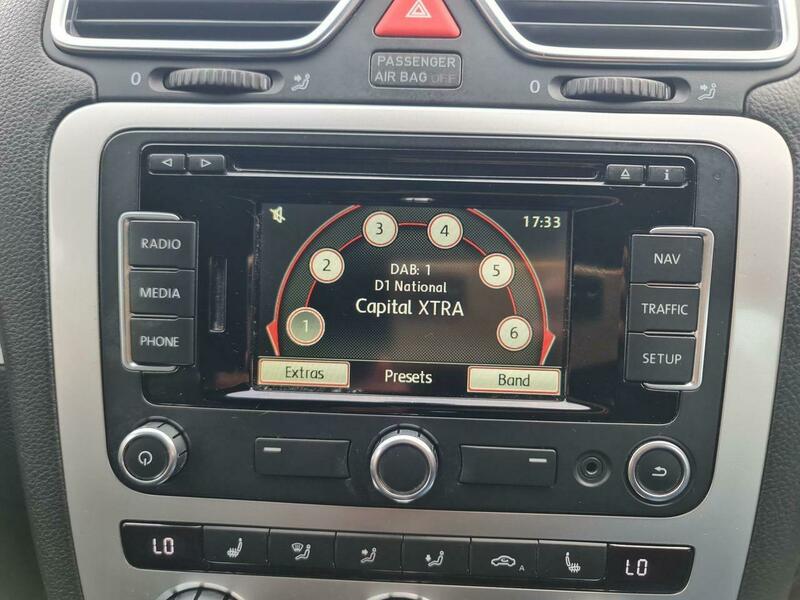 PASSENGER
AIR BAG OFF
0
0
i
RADIO
MEDIA
PHONE
17:33
3
4
2
5
1
6
DAB: 1
D1 National
Capital XTRA
Extras
Presets
Band
NAV
TRAFFIC
SETUP
LO
A
LO